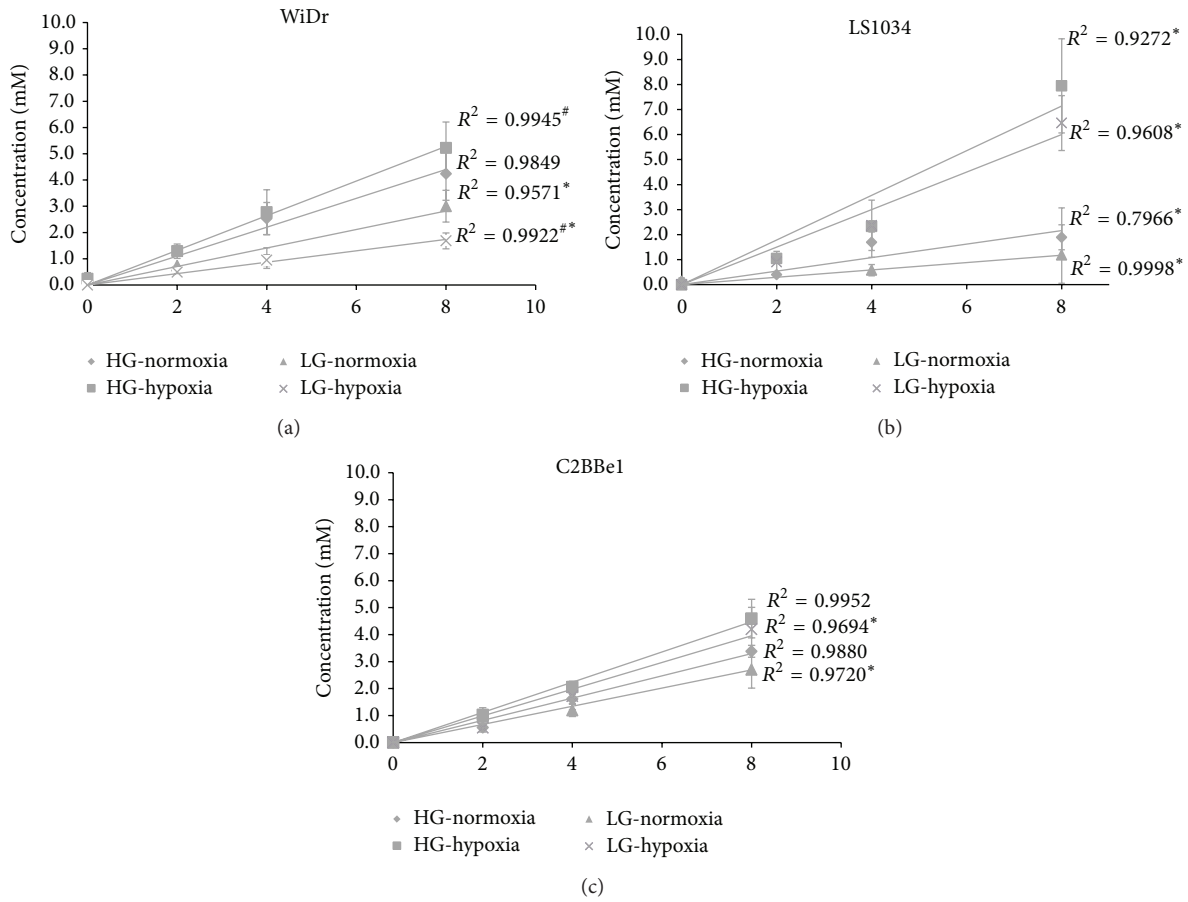 WiDr
Concentration (mM)
10.0
9.0
8.0
7.0
6.0
5.0
4.0
3.0
2.0
1.0
0.0
0 2 4 6 8 10
R² = 0.9945#
R² = 0.9849
R² = 0.9571*
R² = 0.9922#*
HG-normoxia LG-normoxia
HG-hypoxia LG-hypoxia
(a)
LS1034
Concentration (mM)
10.0
9.0
8.0
7.0
6.0
5.0
4.0
3.0
2.0
1.0
0.0
0 2 4 6 8
R² = 0.9272*
R² = 0.9608*
R² = 0.7966*
R² = 0.9998*
HG-normoxia LG-normoxia
HG-hypoxia LG-hypoxia
(b)
C2BBe1
Concentration (mM)
10.0
9.0
8.0
7.0
6.0
5.0
4.0
3.0
2.0
1.0
0.0
0 2 4 6 8 10
R² = 0.9952
R² = 0.9694*
R² = 0.9880
R² = 0.9720*
HG-normoxia LG-normoxia
HG-hypoxia LG-hypoxia
(c)